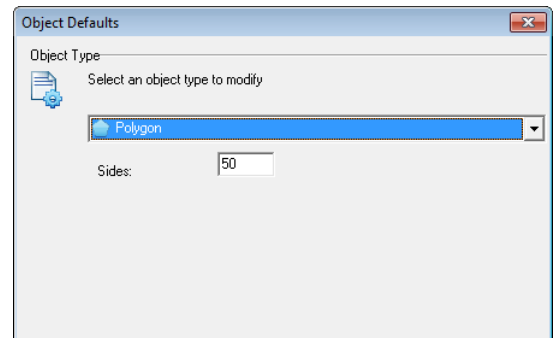 Object Defaults
Object Type
Select an object type to modify
Polygon
Sides: 50